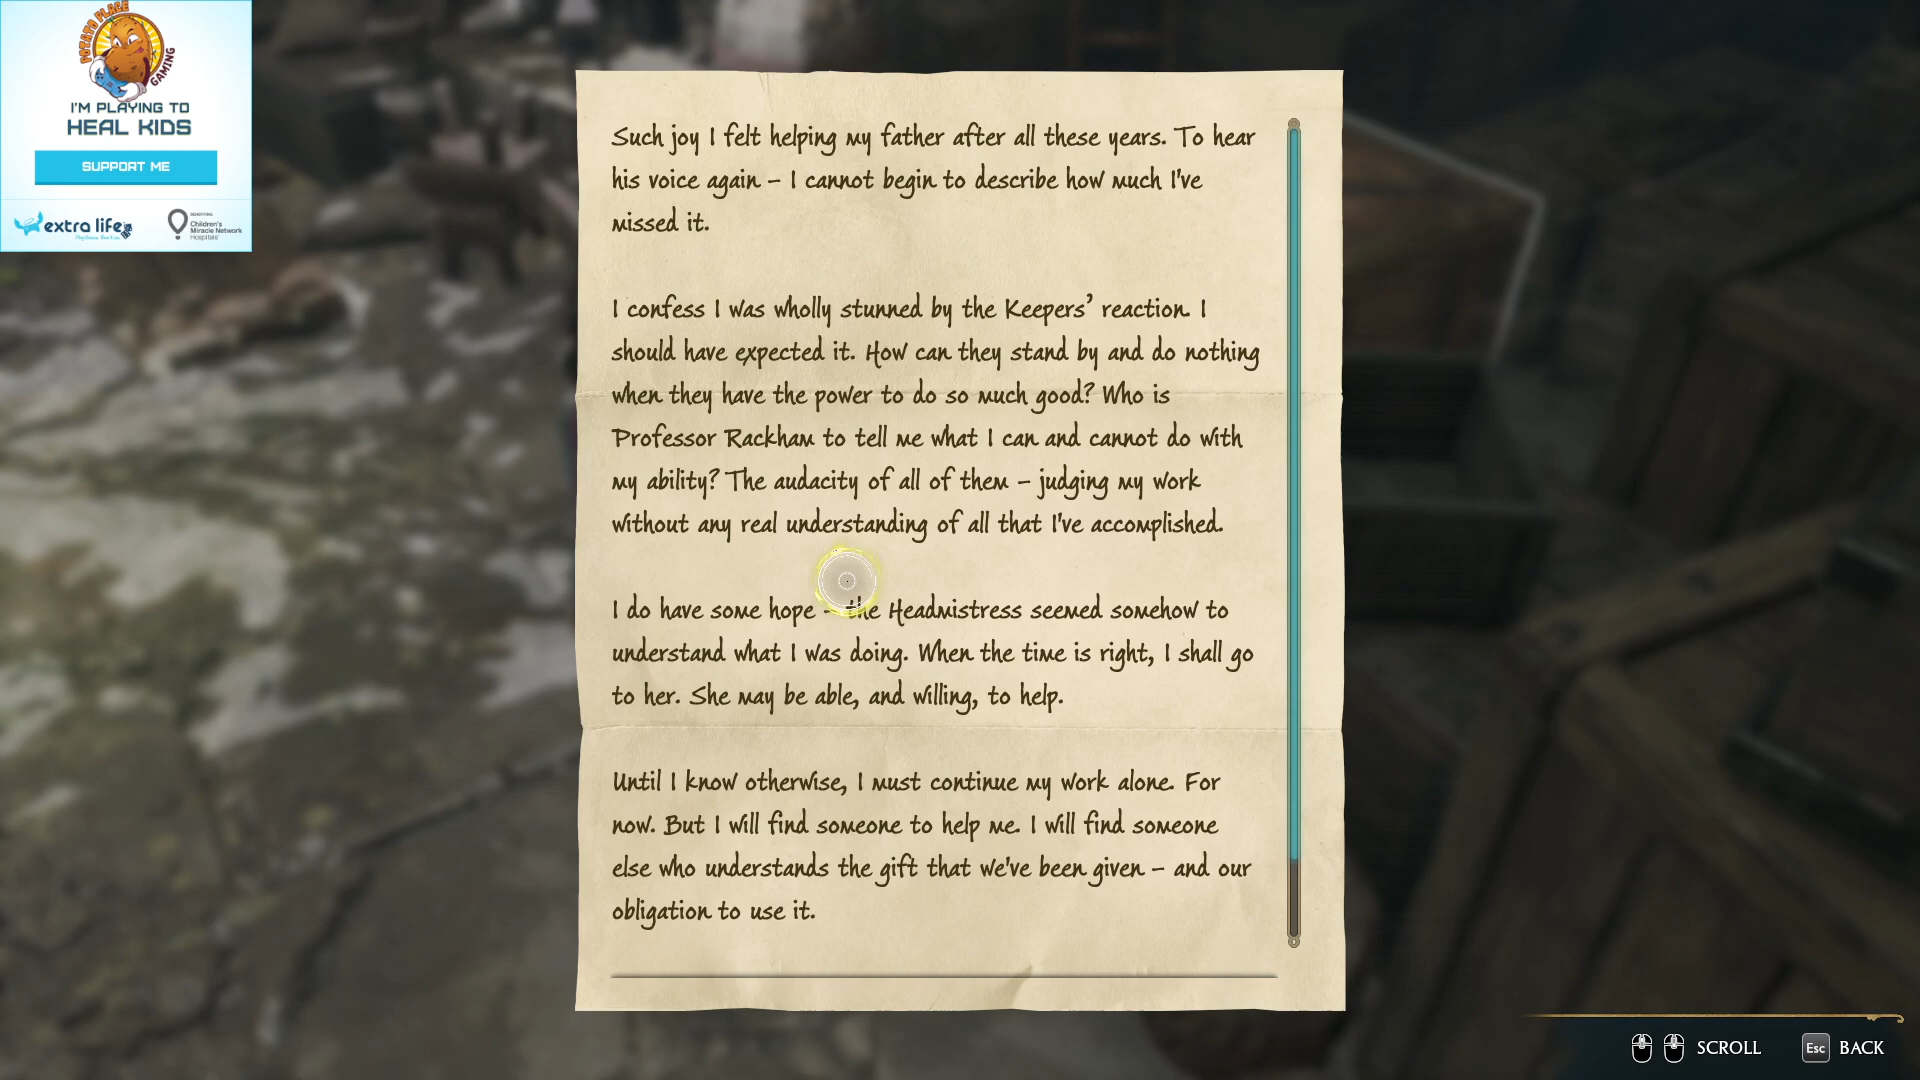 POTATO PLACE
GAMING
I'M PLAYING TO
HEAL KIDS
SUPPORT ME
extra life
BENEFITING
Children's
Miracle Network
Hospitals
Such joy I felt helping my father after all these years. To hear
his voice again – I cannot begin to describe how much I've
missed it.
I confess I was wholly stunned by the Keepers’ reaction. I
should have expected it. How can they stand by and do nothing
when they have the power to do so much good? Who is
Professor Rackham to tell me what I can and cannot do with
my ability? The audacity of all of them – judging my work
without any real understanding of all that I've accomplished.
I do have some hope – the Headmistress seemed somehow to
understand what I was doing. When the time is right, I shall go
to her. She may be able, and willing, to help.
Until I know otherwise, I must continue my work alone. For
now. But I will find someone to help me. I will find someone
else who understands the gift that we've been given – and our
obligation to use it.
SCROLL
Esc BACK